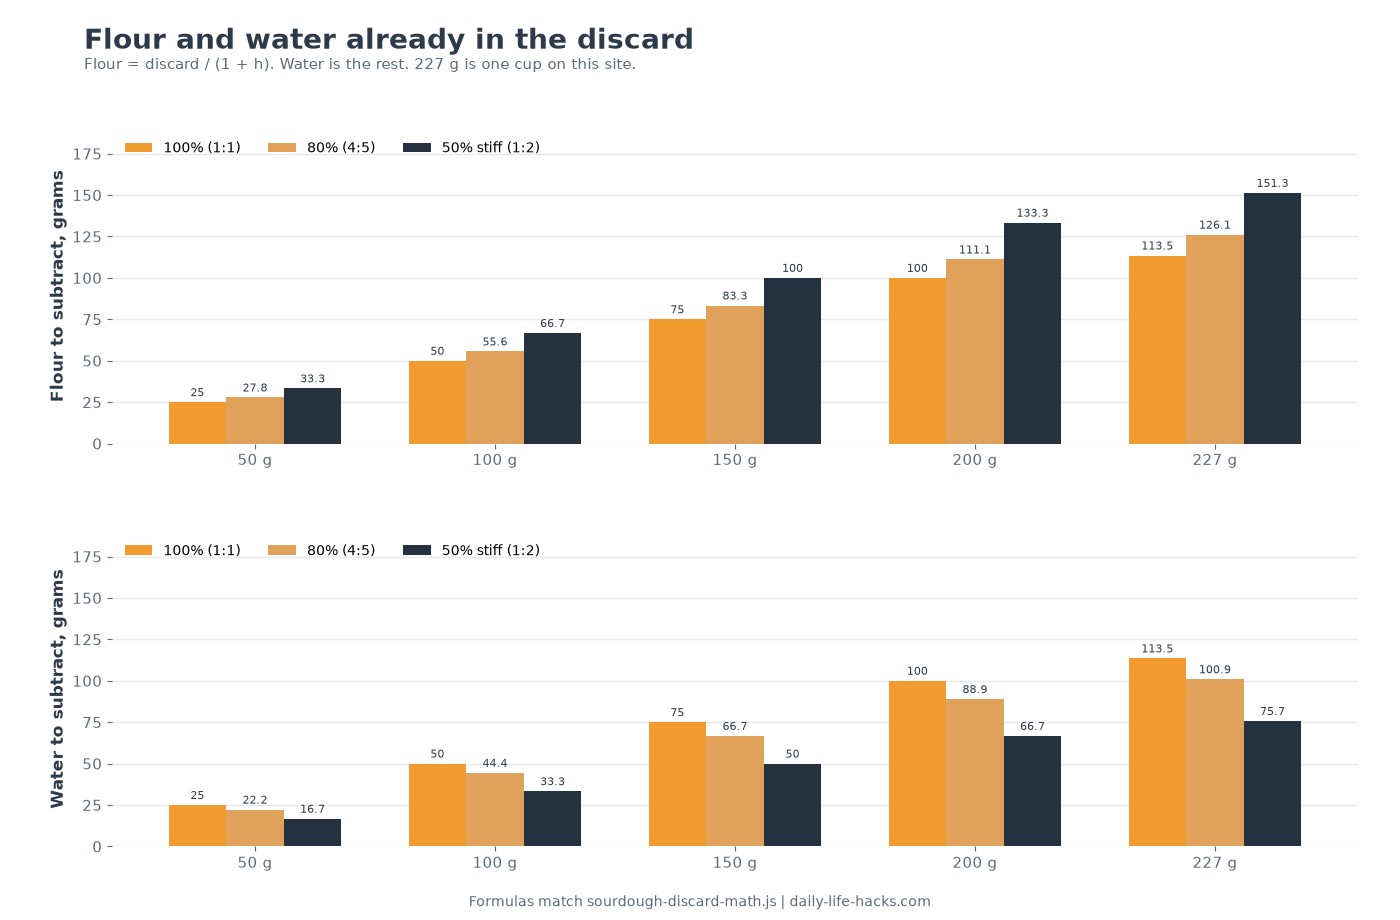 Flour and water already in the discard
Flour = discard / (1 + h). Water is the rest. 227 g is one cup on this site.
100% (1:1) 80% (4:5) 50% stiff (1:2)
Flour to subtract, grams
175
150
125
100
75
50
25
0
25 27.8 33.3
50 55.6 66.7
75 83.3 100
100 111.1 133.3
113.5 126.1 151.3
50 g 100 g 150 g 200 g 227 g
100% (1:1) 80% (4:5) 50% stiff (1:2)
Water to subtract, grams
175
150
125
100
75
50
25
0
25 22.2 16.7
50 44.4 33.3
75 66.7 50
100 88.9 66.7
113.5 100.9 75.7
50 g 100 g 150 g 200 g 227 g
Formulas match sourdough-discard-math.js | daily-life-hacks.com